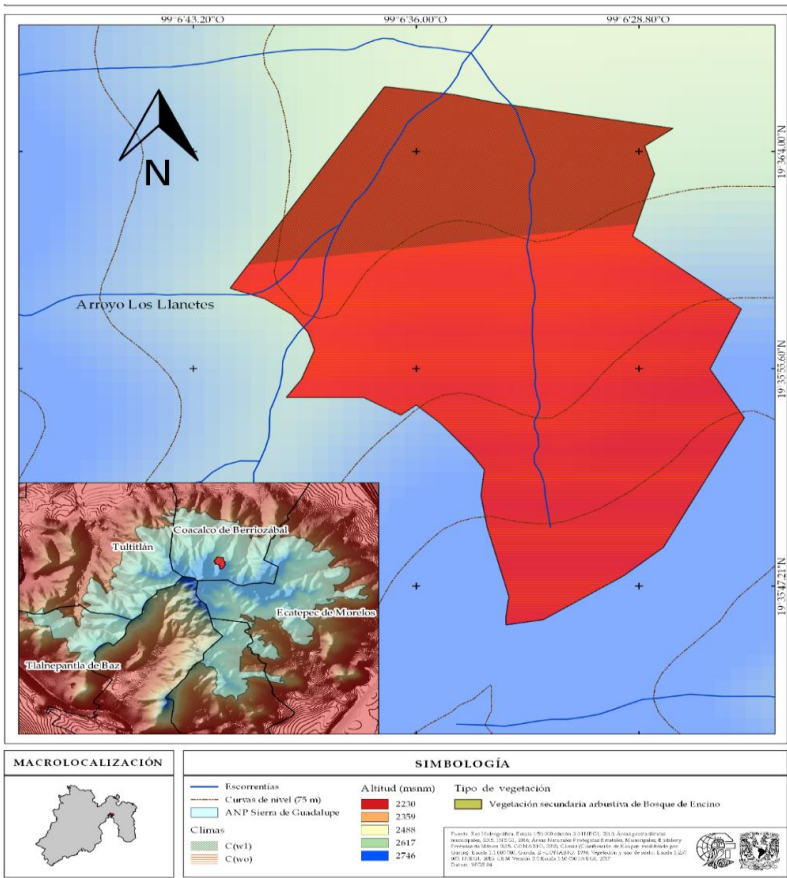 99°6'43.20"O
99°6'36.00"O
99°6'28.80"O
19°36'4.00"N
N
Arroyo Los Llanetes
19°35'55.60"N
Coacalco de Berriozábal
Tultitlán
Ecatepec de Morelos
19°35'47.21"N
Tlalnepantla de Baz
MACROLOCALIZACIÓN
SIMBOLOGÍA
Escorrentías
Curvas de nivel (75 m)
ANP Sierra de Guadalupe
Climas
C(w1)
C(wo)
Altitud (msnm)
2230
2359
2488
2617
2746
Tipo de vegetación
Vegetación secundaria arbustiva de Bosque de Encino